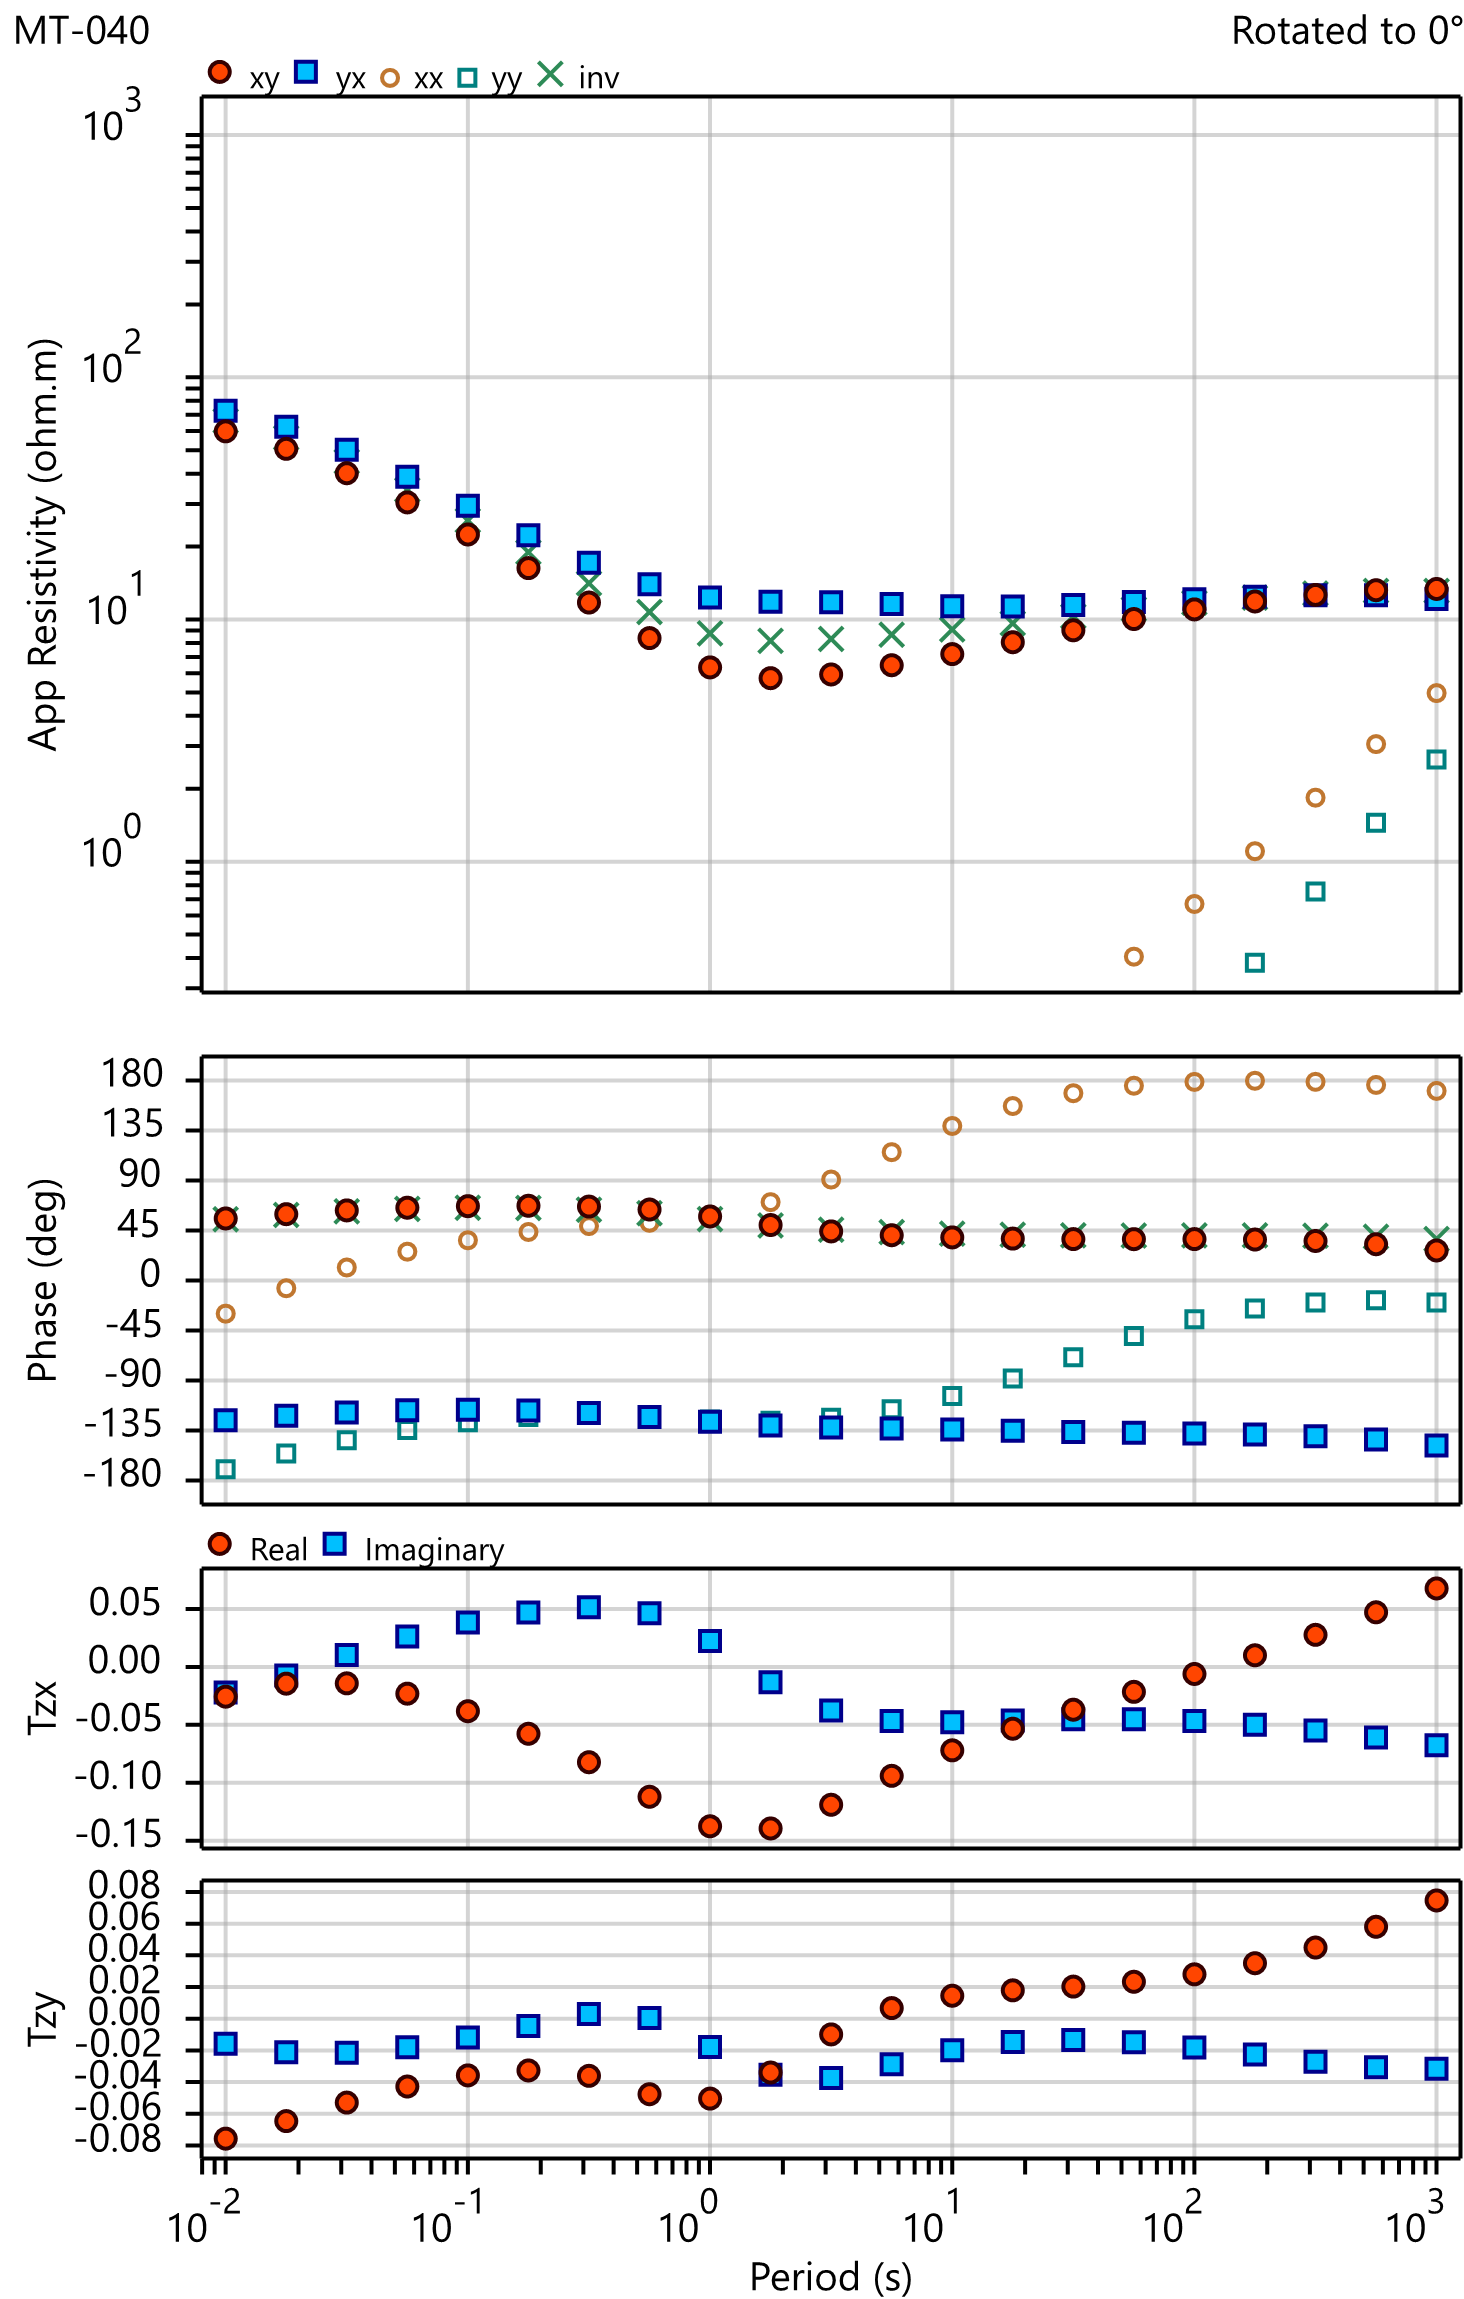 MT-040
Rotated to 0°
xy yx xx yy inv
10^3
10^2
10^1
10^0
App Resistivity (ohm.m)
180
135
90
45
0
-45
-90
-135
-180
Phase (deg)
Real Imaginary
0.05
0.00
-0.05
-0.10
-0.15
Tzx
0.08
0.06
0.04
0.02
0.00
-0.02
-0.04
-0.06
-0.08
Tzy
10^-2 10^-1 10^0 10^1 10^2 10^3
Period (s)